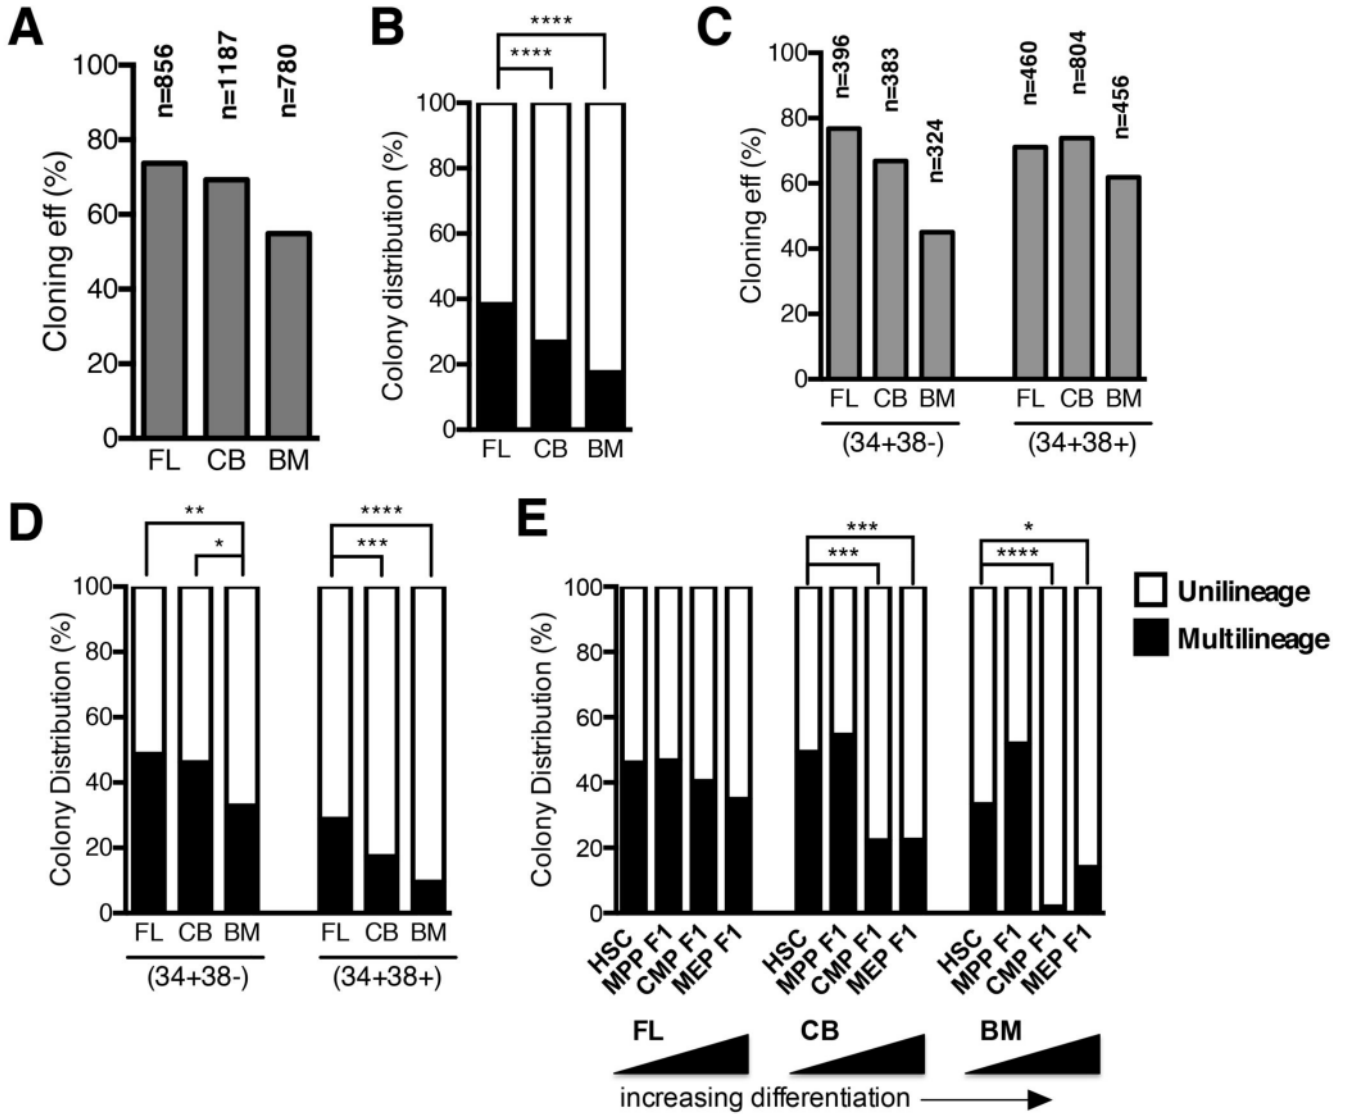 A
n=856
n=1187
n=780
Cloning eff (%)
100
80
60
40
20
0
FL CB BM
B
****
****
Colony distribution (%)
100
80
60
40
20
0
FL CB BM
C
n=396
n=383
n=324
n=460
n=804
n=456
Cloning eff (%)
100
80
60
40
20
0
FL CB BM FL CB BM
(34+38-) (34+38+)
D
**
*
****
***
Colony Distribution (%)
100
80
60
40
20
0
FL CB BM FL CB BM
(34+38-) (34+38+)
E
***
***
*
****
Colony Distribution (%)
100
80
60
40
20
0
HSC
MPP F1
CMP F1
MEP F1
HSC
MPP F1
CMP F1
MEP F1
HSC
MPP F1
CMP F1
MEP F1
FL CB BM
increasing differentiation
Unilineage
Multilineage